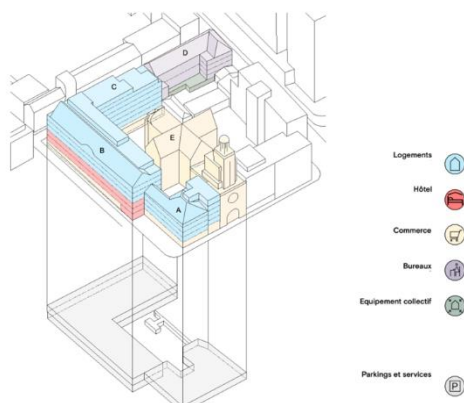 D
C
E
B
A
Logements
Hôtel
Commerce
Bureaux
Equipement collectif
Parkings et services
P